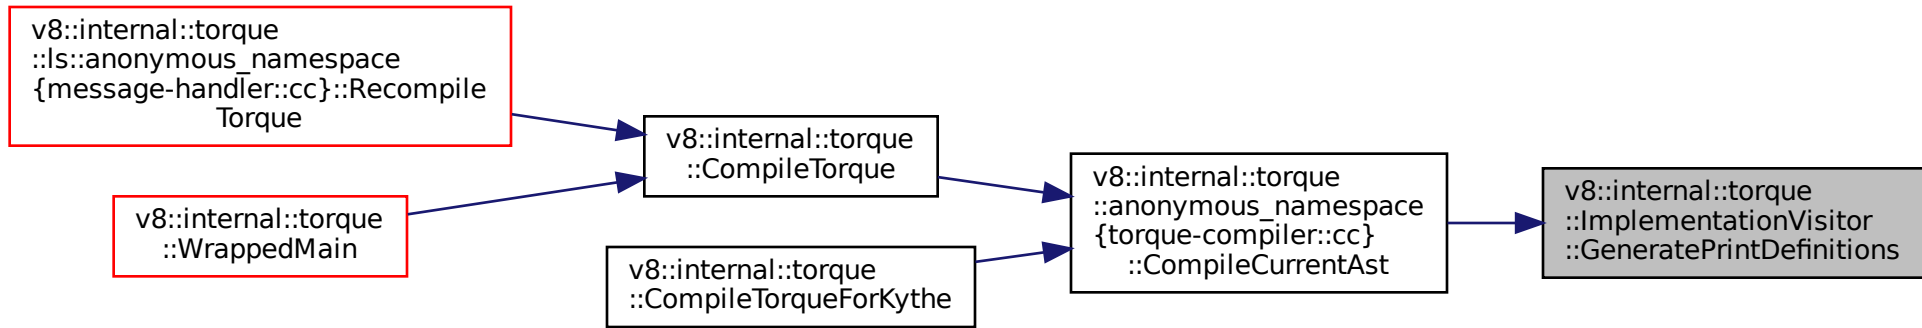 v8::internal::torque
::ls::anonymous_namespace
{message-handler::cc}::Recompile
Torque
v8::internal::torque
::WrappedMain
v8::internal::torque
::CompileTorque
v8::internal::torque
::CompileTorqueForKythe
v8::internal::torque
::anonymous_namespace
{torque-compiler::cc}
::CompileCurrentAst
v8::internal::torque
::ImplementationVisitor
::GeneratePrintDefinitions